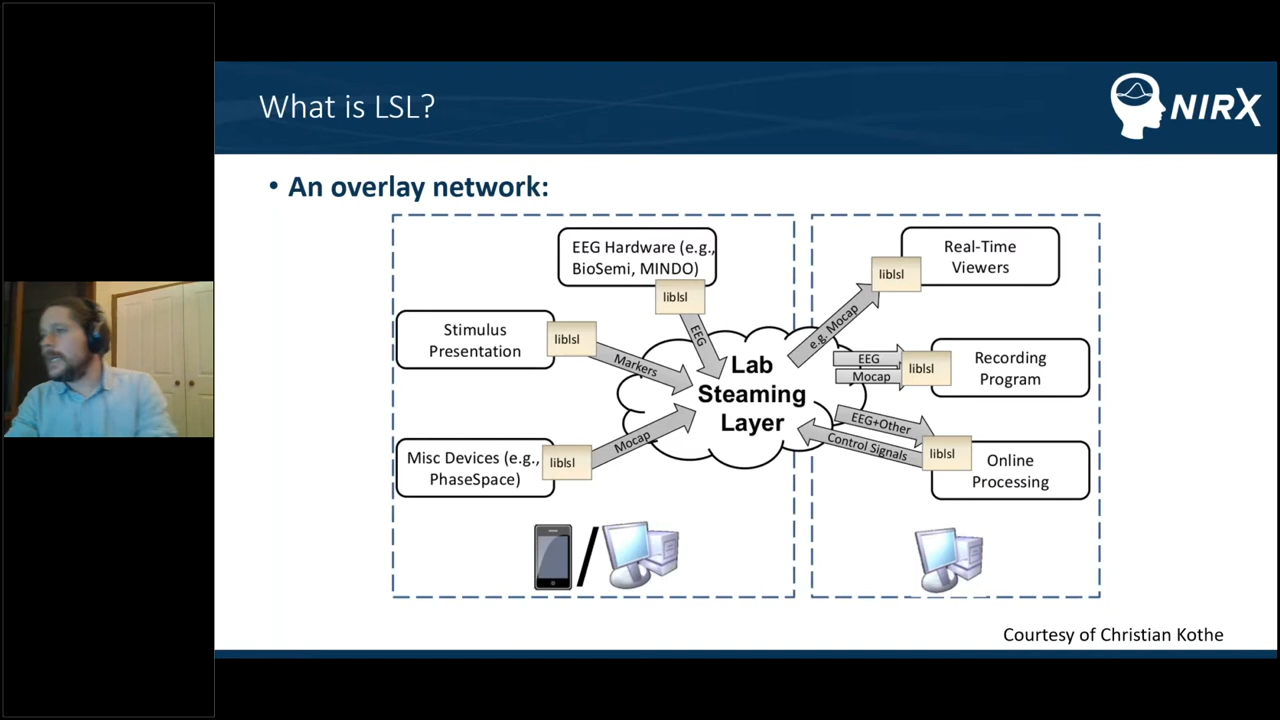 What is LSL?
NIRX
• An overlay network:
EEG Hardware (e.g.,
BioSemi, MINDO)
liblsl
EEG
Stimulus
Presentation
liblsl
Markers
Misc Devices (e.g.,
PhaseSpace)
liblsl
Mocap
Lab
Steaming
Layer
Real-Time
Viewers
liblsl
e.g. Mocap
Recording
Program
liblsl
EEG
Mocap
Online
Processing
liblsl
EEG+Other
Control Signals
/
Courtesy of Christian Kothe